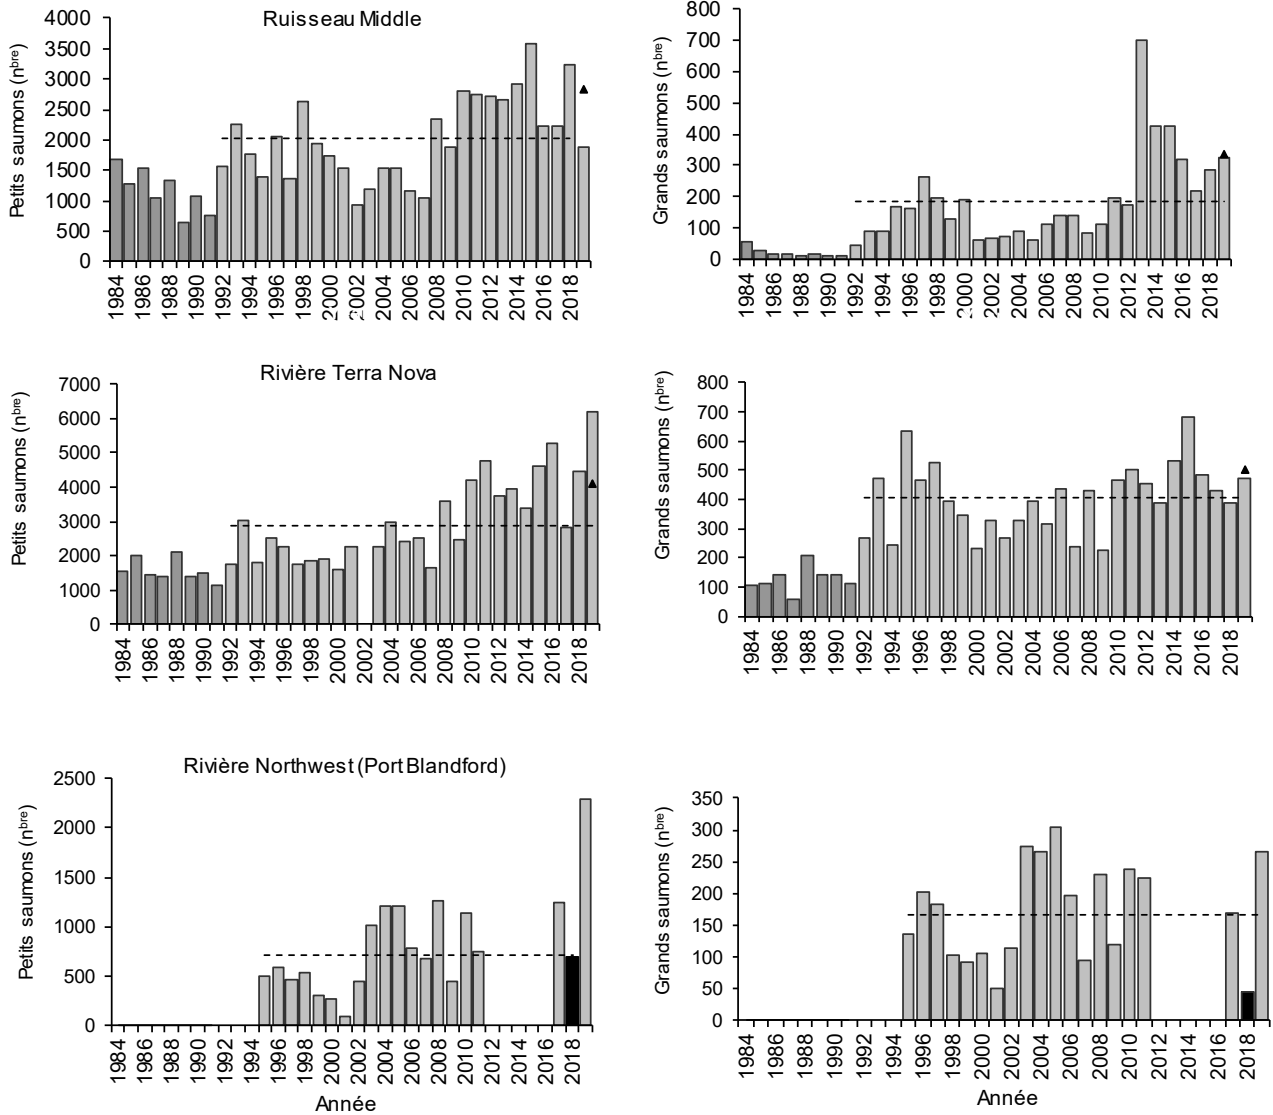 Ruisseau Middle
Petits saumons (nbre)
4000
3500
3000
2500
2000
1500
1000
500
0
1984 1986 1988 1990 1992 1994 1996 1998 2000 2002 2004 2006 2008 2010 2012 2014 2016 2018
Grands saumons (nbre)
800
700
600
500
400
300
200
100
0
1984 1986 1988 1990 1992 1994 1996 1998 2000 2002 2004 2006 2008 2010 2012 2014 2016 2018
Rivière Terra Nova
Petits saumons (nbre)
7000
6000
5000
4000
3000
2000
1000
0
1984 1986 1988 1990 1992 1994 1996 1998 2000 2002 2004 2006 2008 2010 2012 2014 2016 2018
Grands saumons (nbre)
800
700
600
500
400
300
200
100
0
1984 1986 1988 1990 1992 1994 1996 1998 2000 2002 2004 2006 2008 2010 2012 2014 2016 2018
Rivière Northwest (Port Blandford)
Petits saumons (nbre)
2500
2000
1500
1000
500
0
1984 1986 1988 1990 1992 1994 1996 1998 2000 2002 2004 2006 2008 2010 2012 2014 2016 2018
Année
Grands saumons (nbre)
350
300
250
200
150
100
50
0
1984 1986 1988 1990 1992 1994 1996 1998 2000 2002 2004 2006 2008 2010 2012 2014 2016 2018
Année